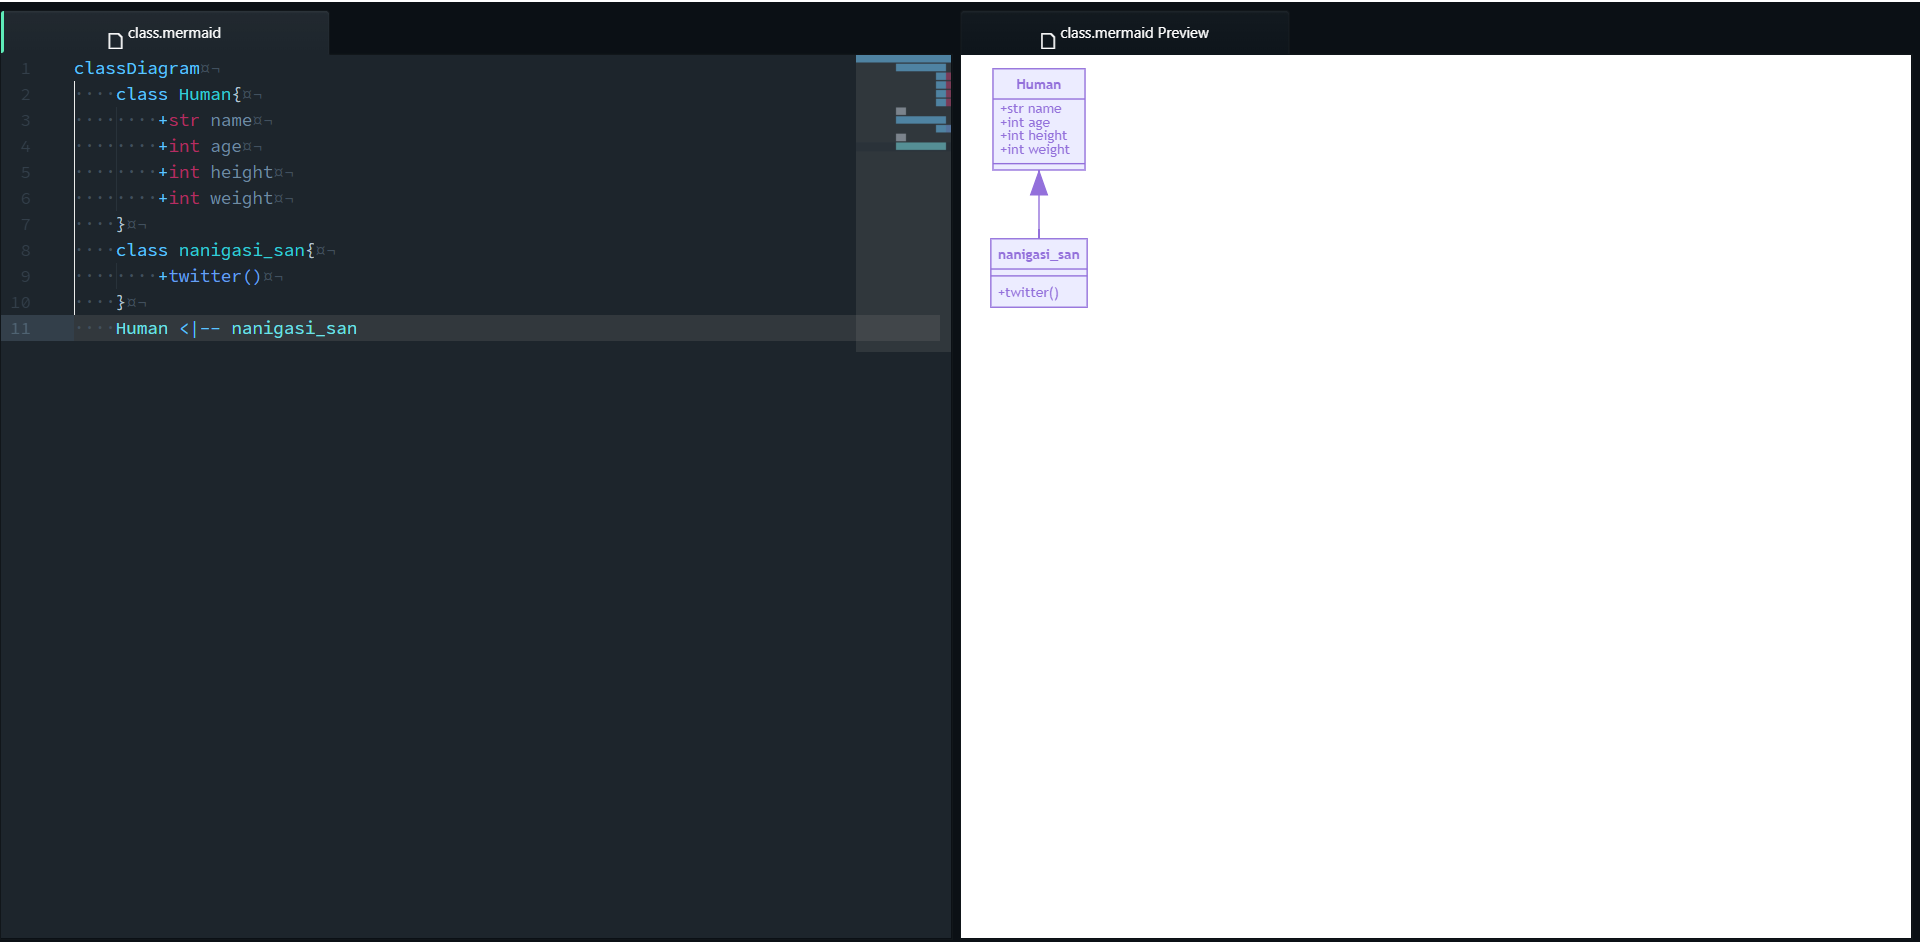 class.mermaid
1 classDiagram¤¬
2 ····class Human{¤¬
3 ········+str name¤¬
4 ········+int age¤¬
5 ········+int height¤¬
6 ········+int weight¤¬
7 ····}¤¬
8 ····class nanigasi_san{¤¬
9 ········+twitter()¤¬
10 ····}¤¬
11 ····Human <|-- nanigasi_san
class.mermaid Preview
Human
+str name
+int age
+int height
+int weight
nanigasi_san
+twitter()